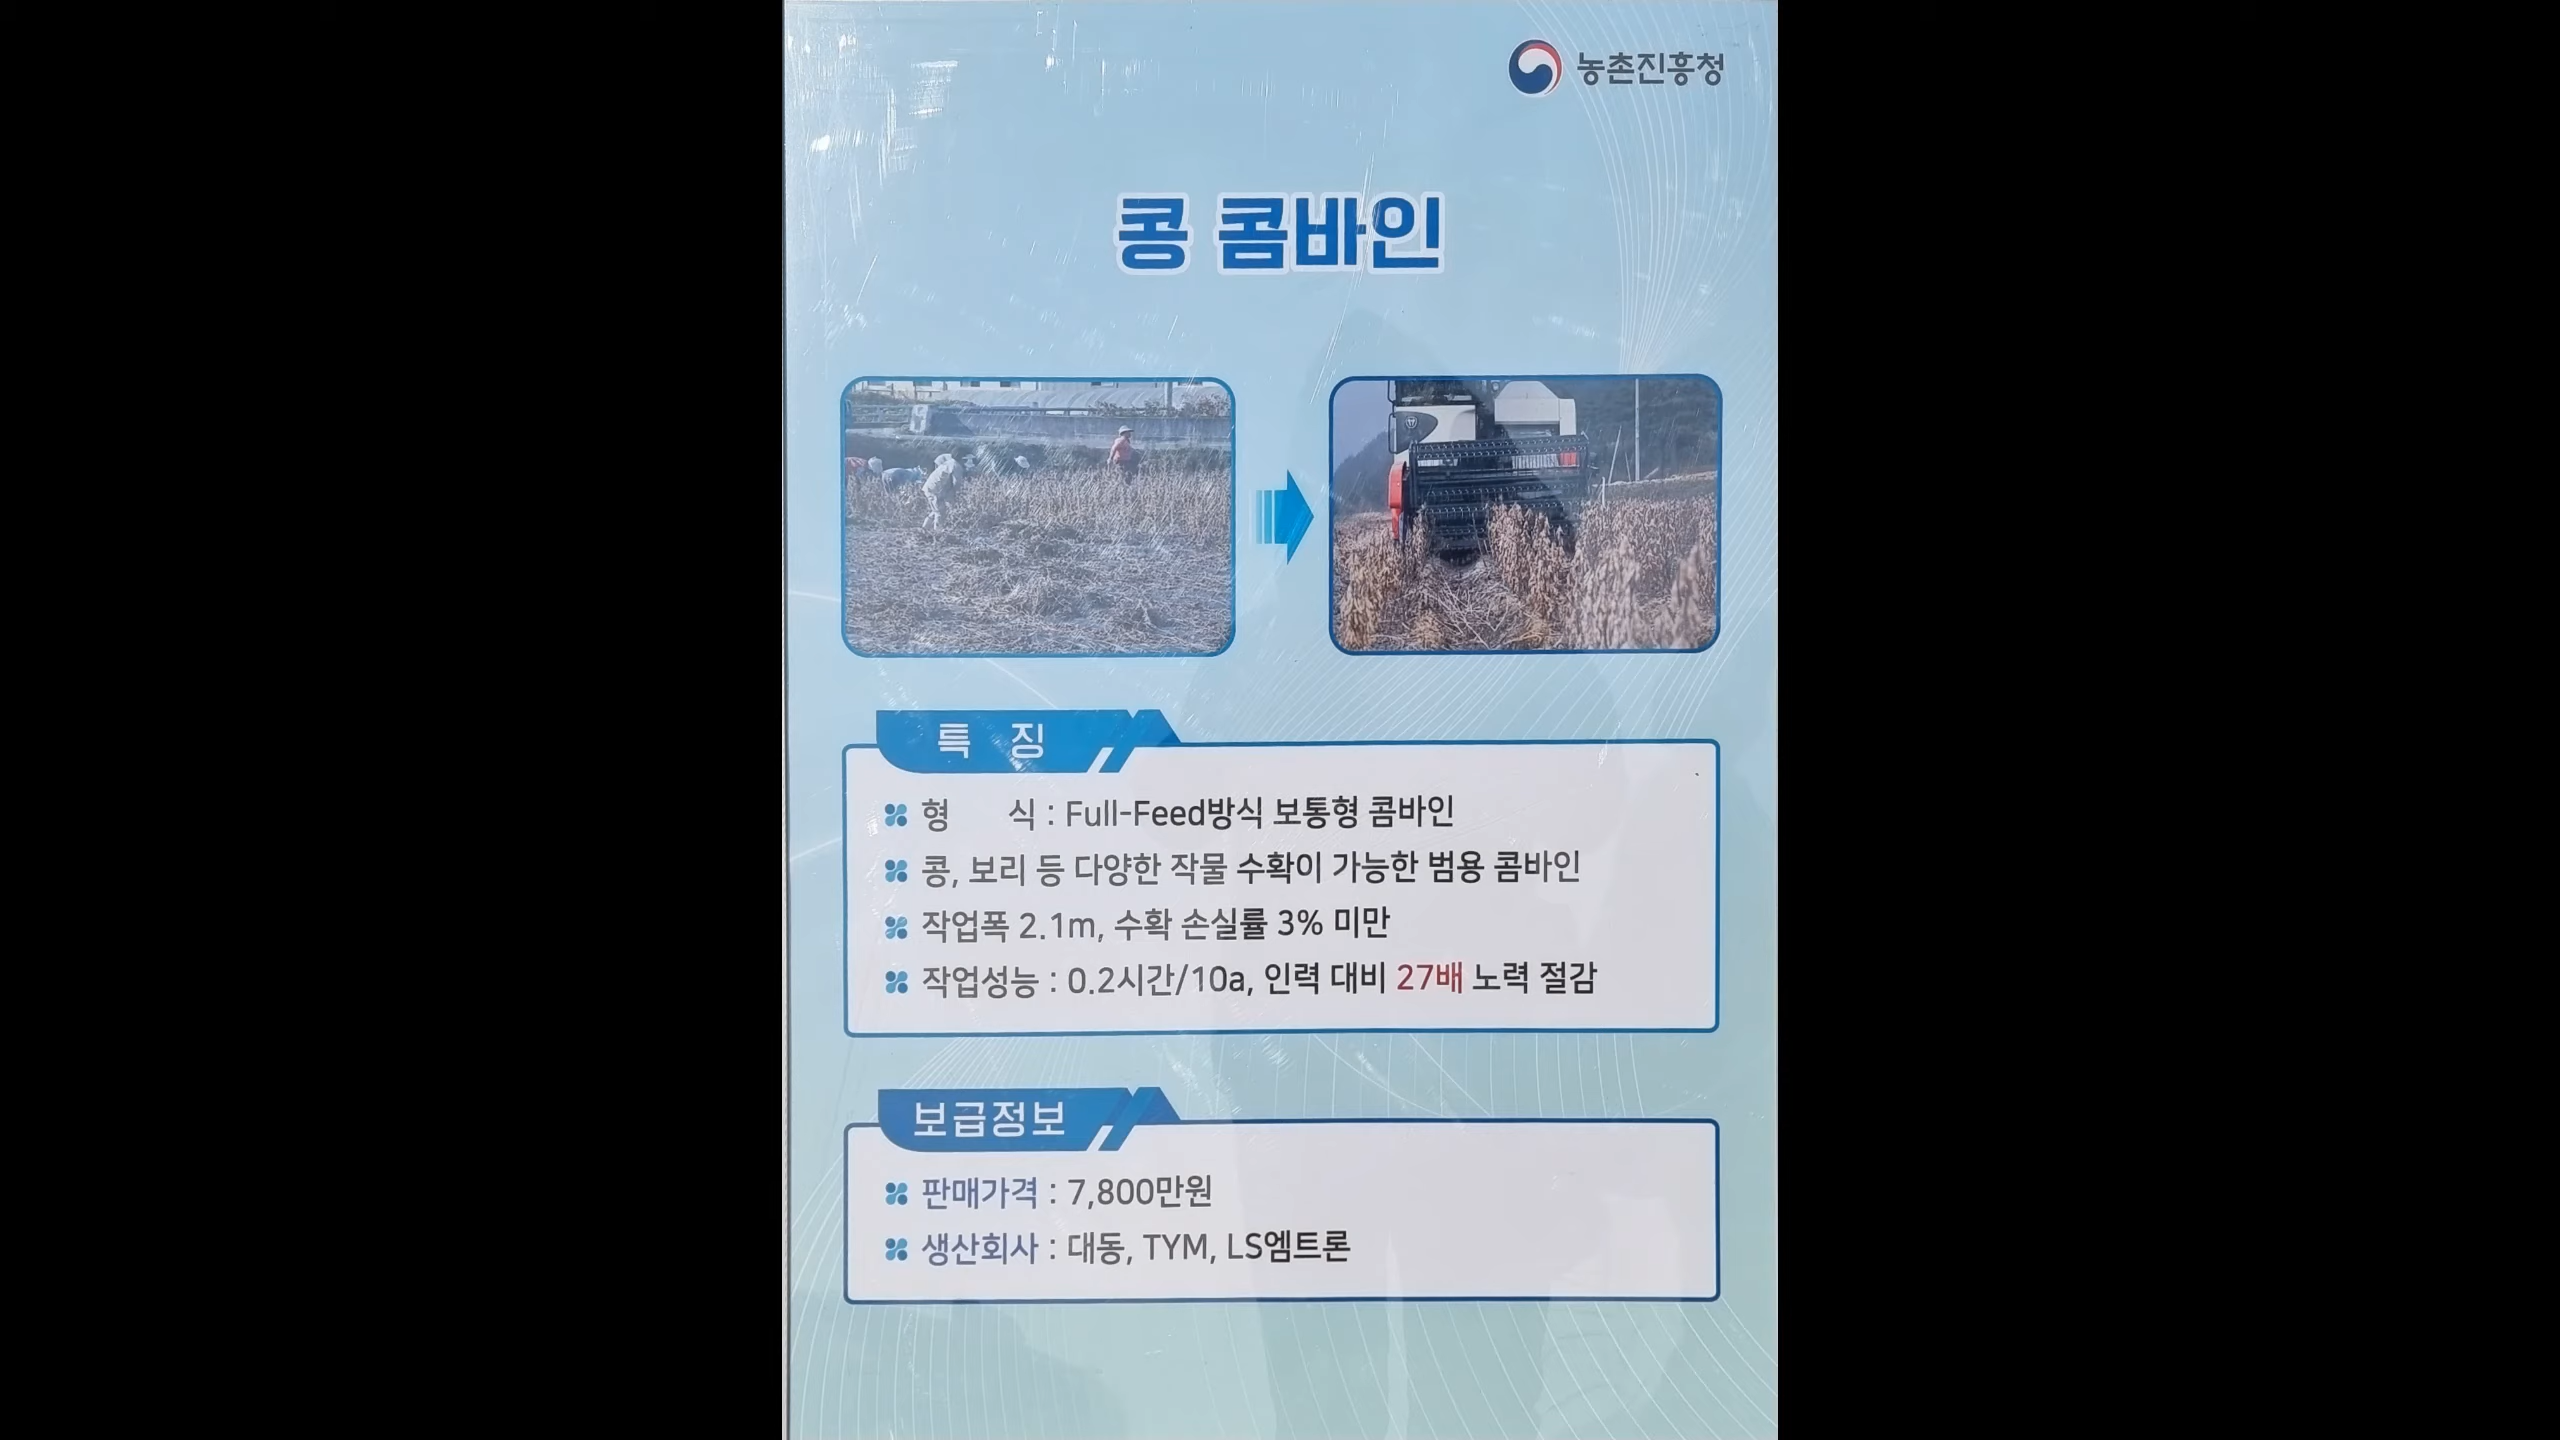 농촌진흥청
콩 콤바인
특 징
형 식 : Full-Feed방식 보통형 콤바인
콩, 보리 등 다양한 작물 수확이 가능한 범용 콤바인
작업폭 2.1m, 수확 손실률 3% 미만
작업성능 : 0.2시간/10a, 인력 대비 27배 노력 절감
보급정보
판매가격 : 7,800만원
생산회사 : 대동, TYM, LS엠트론